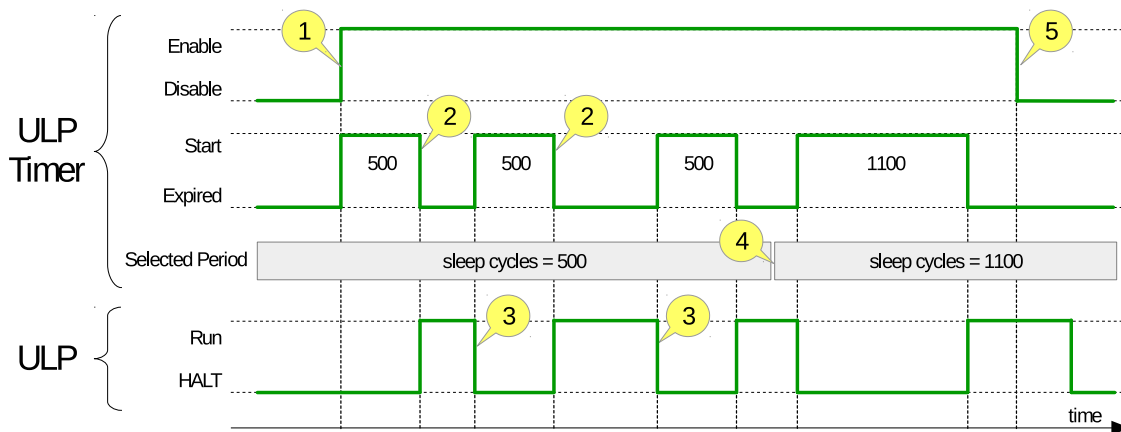 1
5
Enable
Disable
2
2
ULP
Timer
Start
500
500
500
1100
Expired
4
Selected Period
sleep cycles = 500
sleep cycles = 1100
3
3
ULP
Run
HALT
time